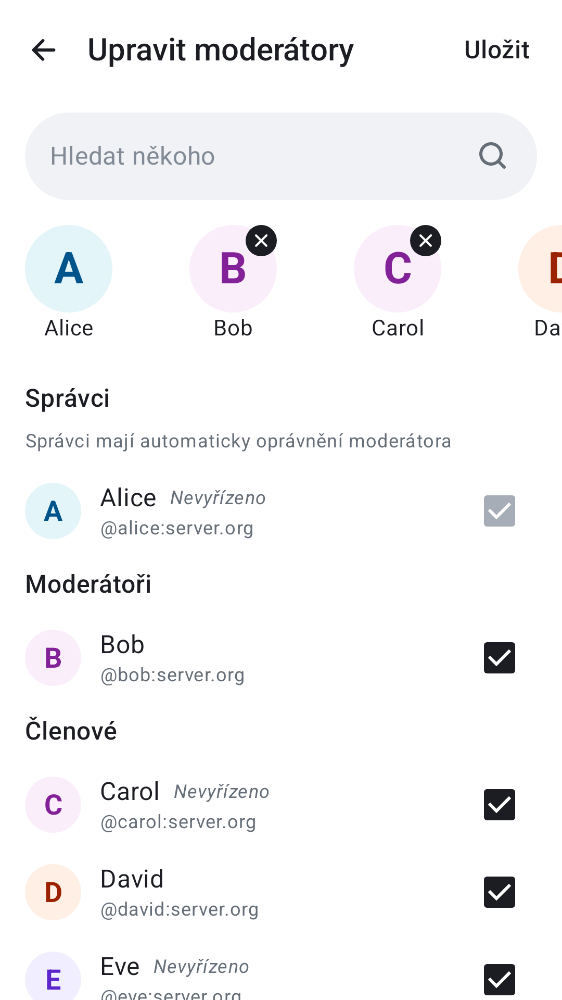 Upravit moderátory
Uložit
Hledat někoho
A
B
C
D
Alice
Bob
Carol
Da
Správci
Správci mají automaticky oprávnění moderátora
A
Alice Nevyřízeno
@alice:server.org
Moderátoři
B
Bob
@bob:server.org
Členové
C
Carol Nevyřízeno
@carol:server.org
D
David
@david:server.org
E
Eve Nevyřízeno
@eve:server.org